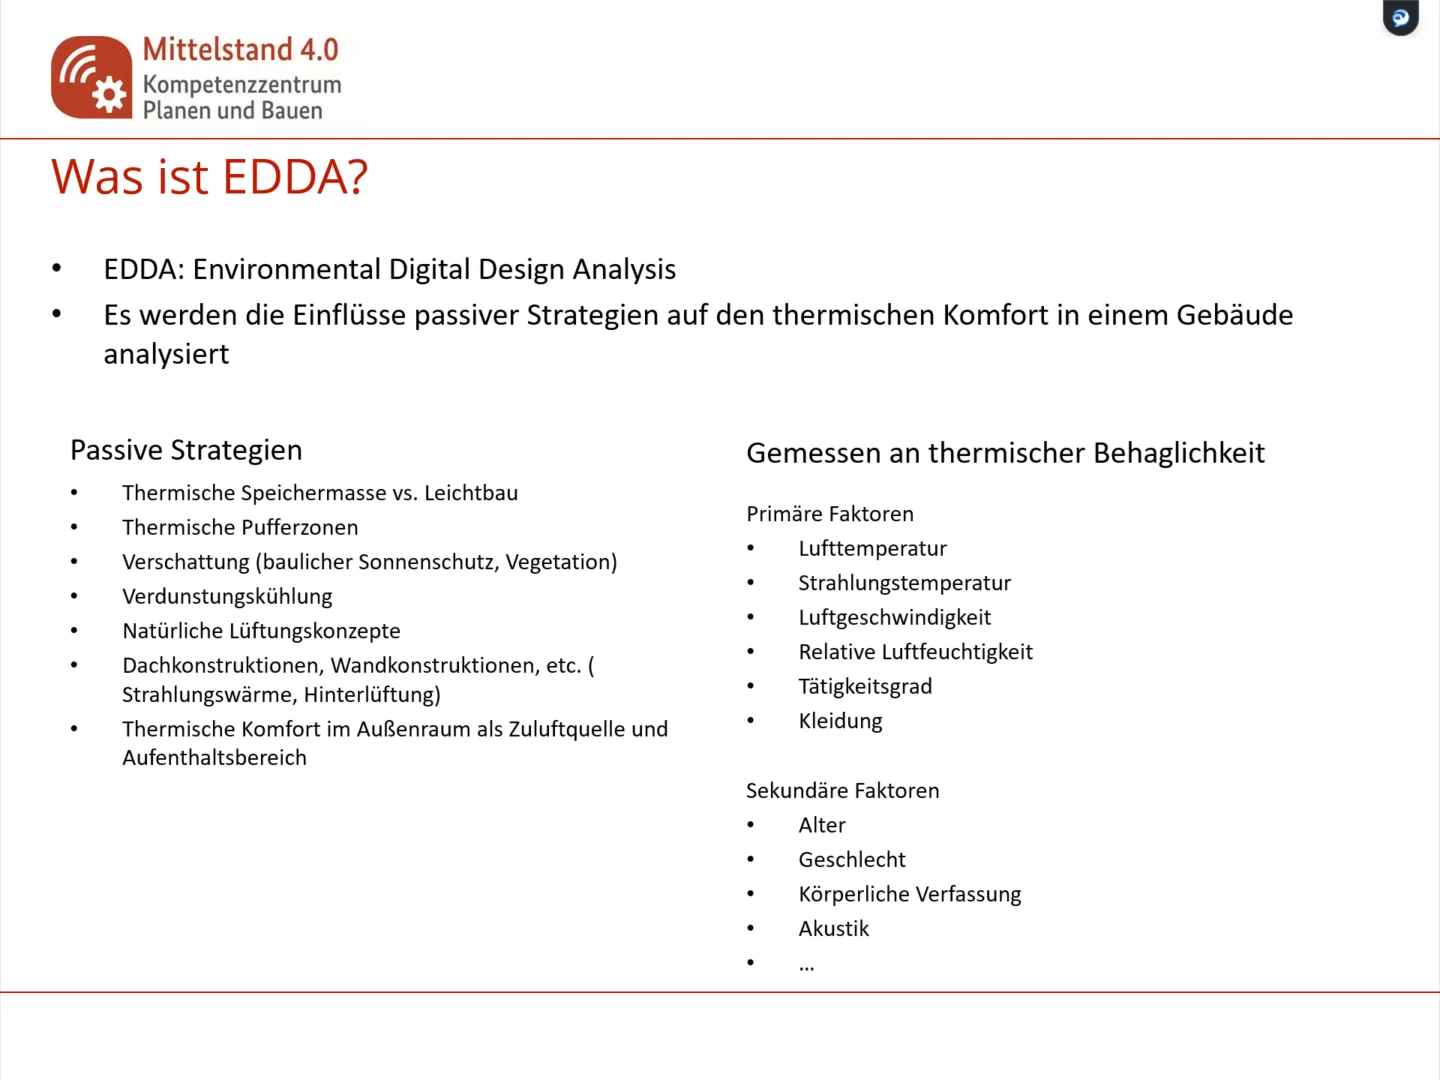 Mittelstand 4.0
Kompetenzzentrum
Planen und Bauen
Was ist EDDA?
• EDDA: Environmental Digital Design Analysis
• Es werden die Einflüsse passiver Strategien auf den thermischen Komfort in einem Gebäude
analysiert
Passive Strategien
• Thermische Speichermasse vs. Leichtbau
• Thermische Pufferzonen
• Verschattung (baulicher Sonnenschutz, Vegetation)
• Verdunstungskühlung
• Natürliche Lüftungskonzepte
• Dachkonstruktionen, Wandkonstruktionen, etc. (
Strahlungswärme, Hinterlüftung)
• Thermische Komfort im Außenraum als Zuluftquelle und
Aufenthaltsbereich
Gemessen an thermischer Behaglichkeit
Primäre Faktoren
• Lufttemperatur
• Strahlungstemperatur
• Luftgeschwindigkeit
• Relative Luftfeuchtigkeit
• Tätigkeitsgrad
• Kleidung
Sekundäre Faktoren
• Alter
• Geschlecht
• Körperliche Verfassung
• Akustik
• ...